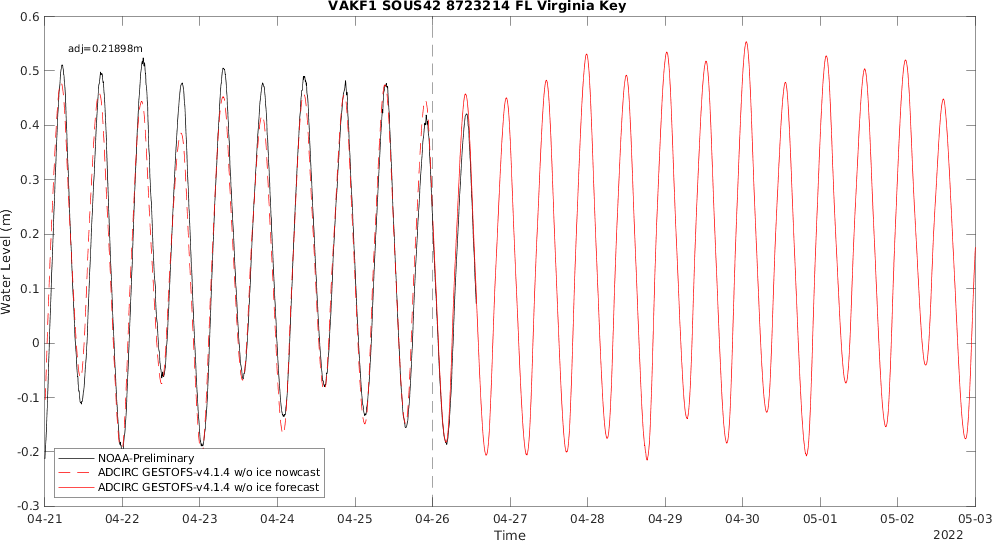 VAKF1 SOUS42 8723214 FL Virginia Key
adj=0.21898m
0.6
0.5
0.4
0.3
0.2
0.1
0
-0.1
-0.2
-0.3
Water Level (m)
NOAA-Preliminary
ADCIRC GESTOFS-v4.1.4 w/o ice nowcast
ADCIRC GESTOFS-v4.1.4 w/o ice forecast
04-21 04-22 04-23 04-24 04-25 04-26 04-27 04-28 04-29 04-30 05-01 05-02 05-03
Time
2022